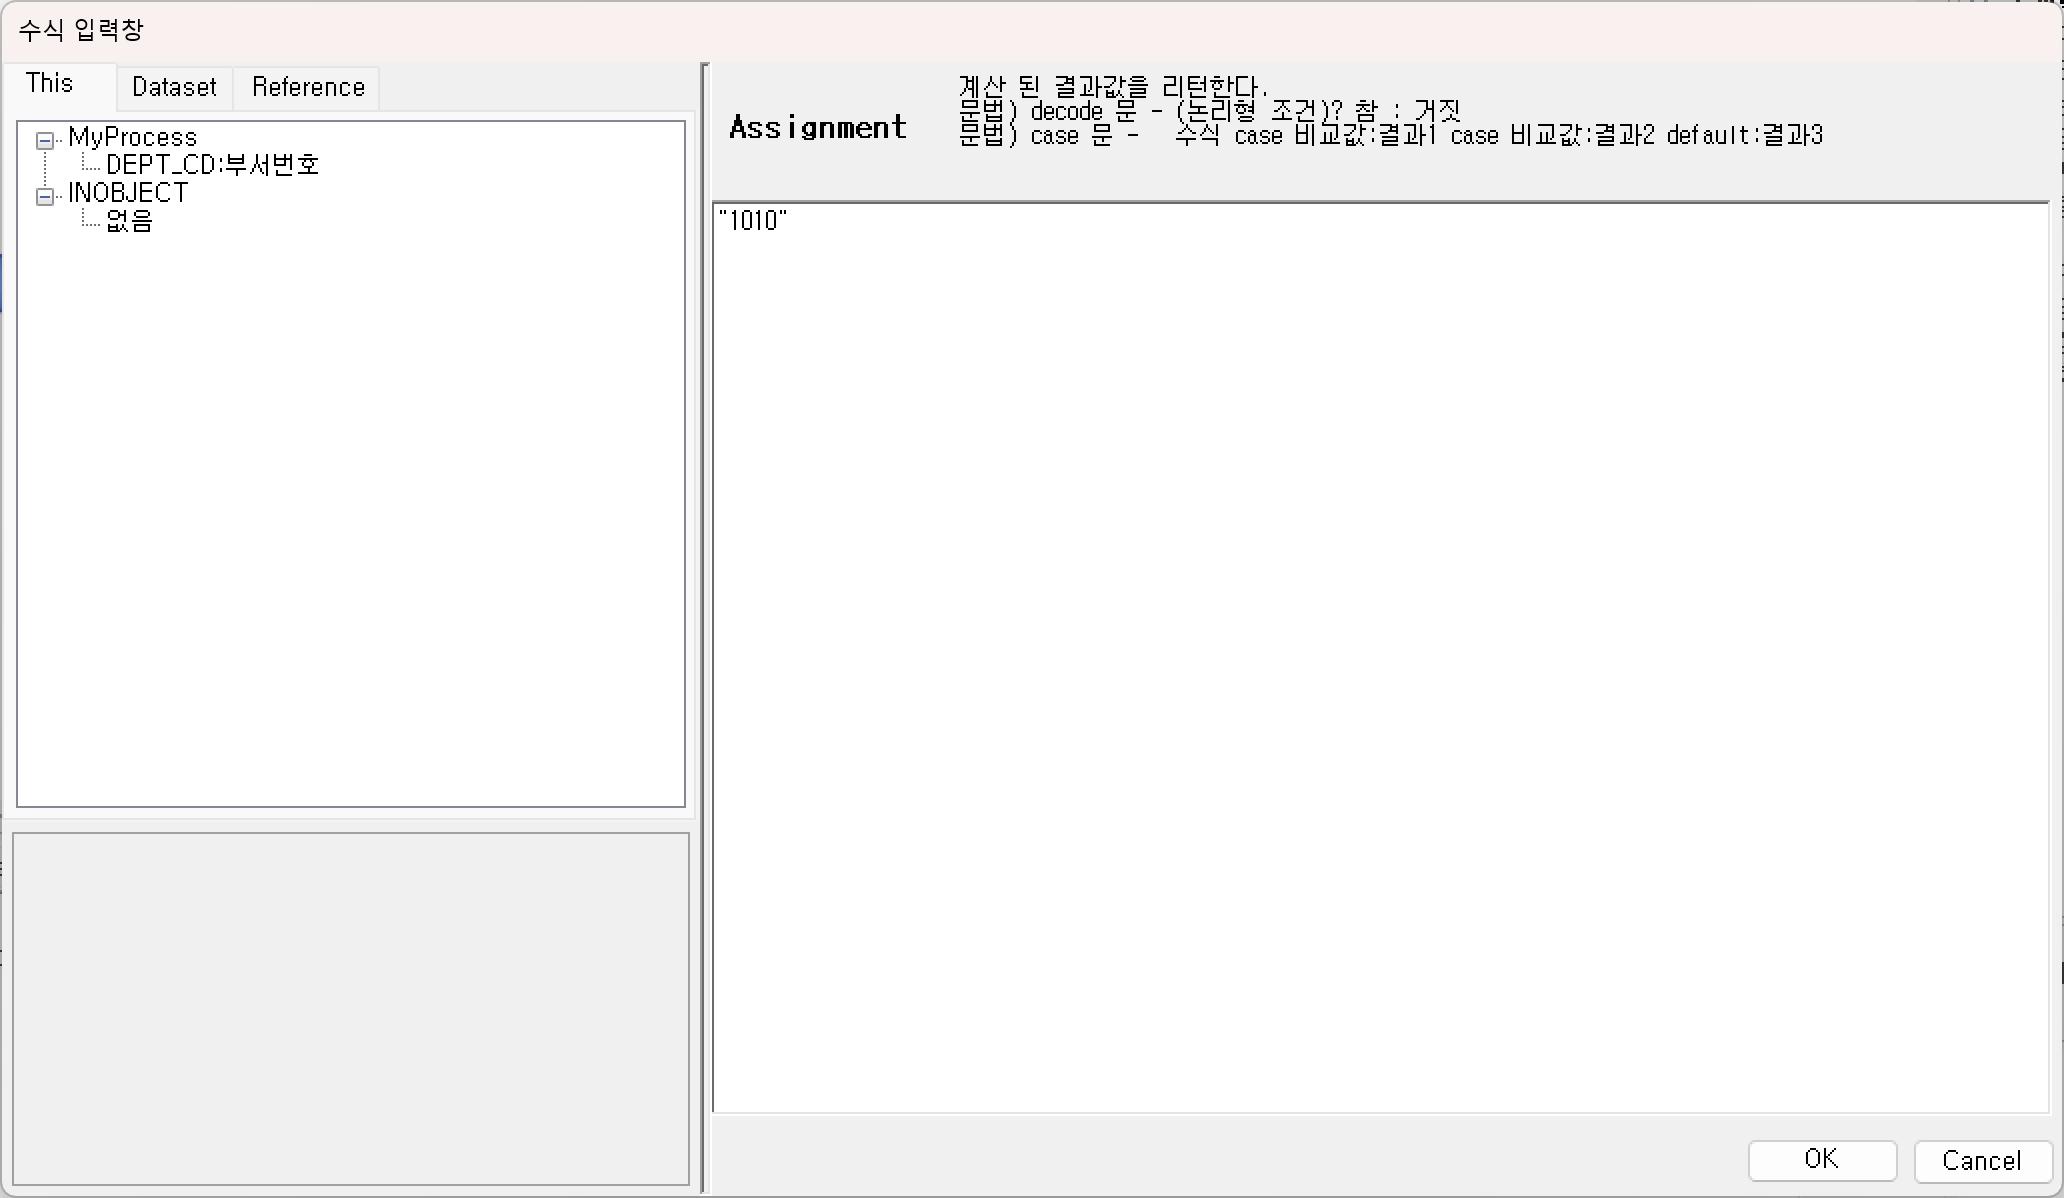 수식 입력창
This
Dataset
Reference
MyProcess
DEPT_CD:부서번호
INOBJECT
없음
Assignment
계산 된 결과값을 리턴한다.
문법) decode 문 - (논리형 조건)? 참 : 거짓
문법) case 문 -   수식 case 비교값:결과1 case 비교값:결과2 default:결과3
"1010"
OK
Cancel